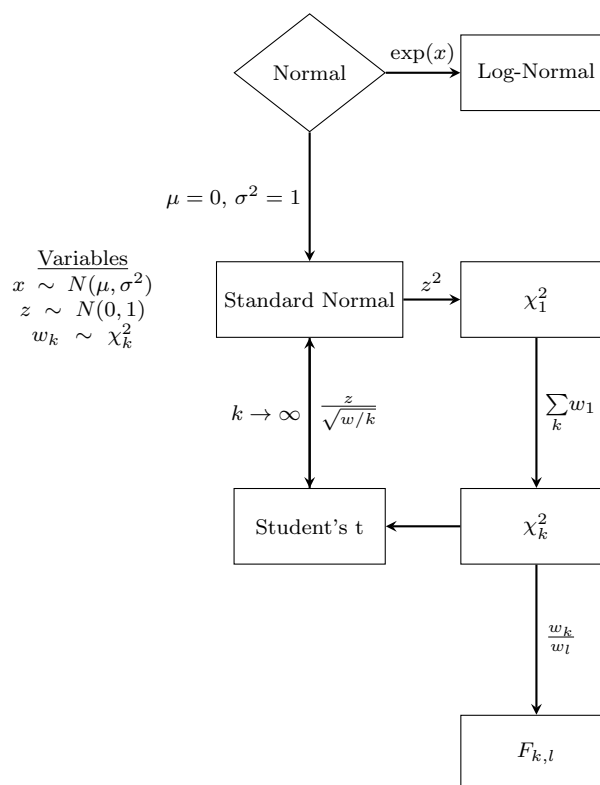 Normal
exp(x)
Log-Normal
μ = 0, σ² = 1
Variables
x ∼ N(μ, σ²)
z ∼ N(0, 1)
w_k ∼ χ²_k
Standard Normal
z²
χ²_1
k → ∞
z/√(w/k)
∑_k w_1
Student's t
χ²_k
w_k/w_l
F_{k,l}